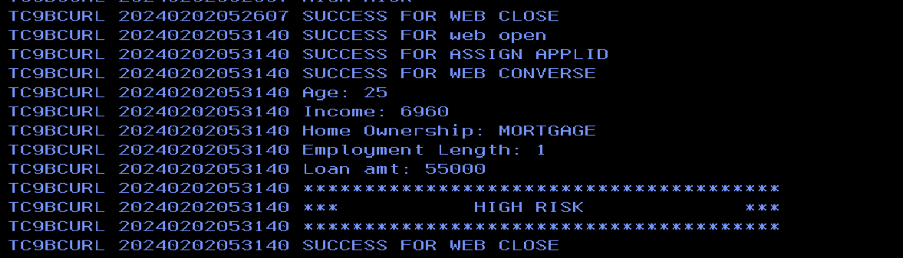 TC9BCURL 20240202052607 SUCCESS FOR WEB CLOSE
TC9BCURL 20240202053140 SUCCESS FOR web open
TC9BCURL 20240202053140 SUCCESS FOR ASSIGN APPLID
TC9BCURL 20240202053140 SUCCESS FOR WEB CONVERSE
TC9BCURL 20240202053140 Age: 25
TC9BCURL 20240202053140 Income: 6960
TC9BCURL 20240202053140 Home Ownership: MORTGAGE
TC9BCURL 20240202053140 Employment Length: 1
TC9BCURL 20240202053140 Loan amt: 55000
TC9BCURL 20240202053140 ***************************************
TC9BCURL 20240202053140 ***           HIGH RISK             ***
TC9BCURL 20240202053140 ***************************************
TC9BCURL 20240202053140 SUCCESS FOR WEB CLOSE